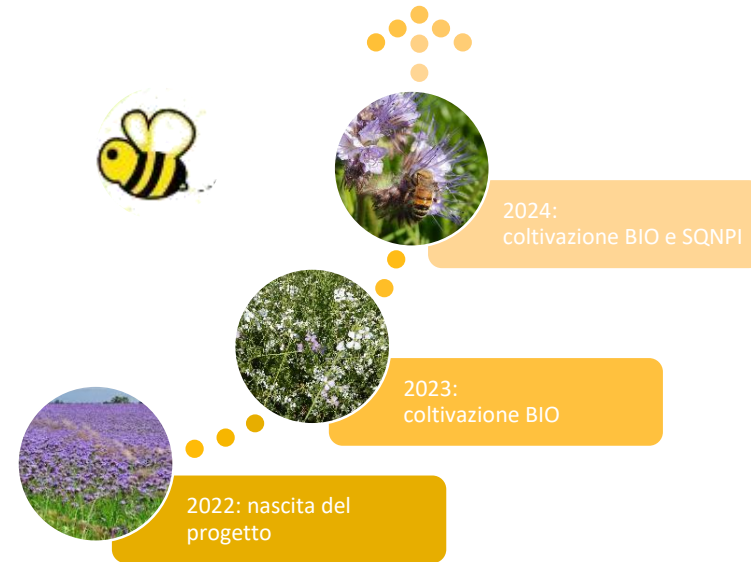 2024:
coltivazione BIO e SQNPI
2023:
coltivazione BIO
2022: nascita del
progetto